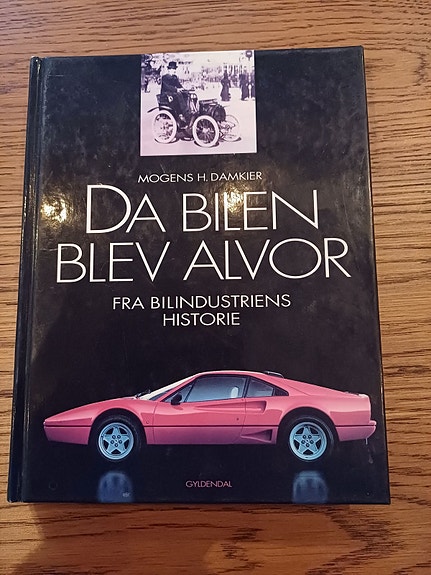 MOGENS H. DAMKIER
DA BILEN
BLEV ALVOR
FRA BILINDUSTRIENS
HISTORIE
GYLDENDAL